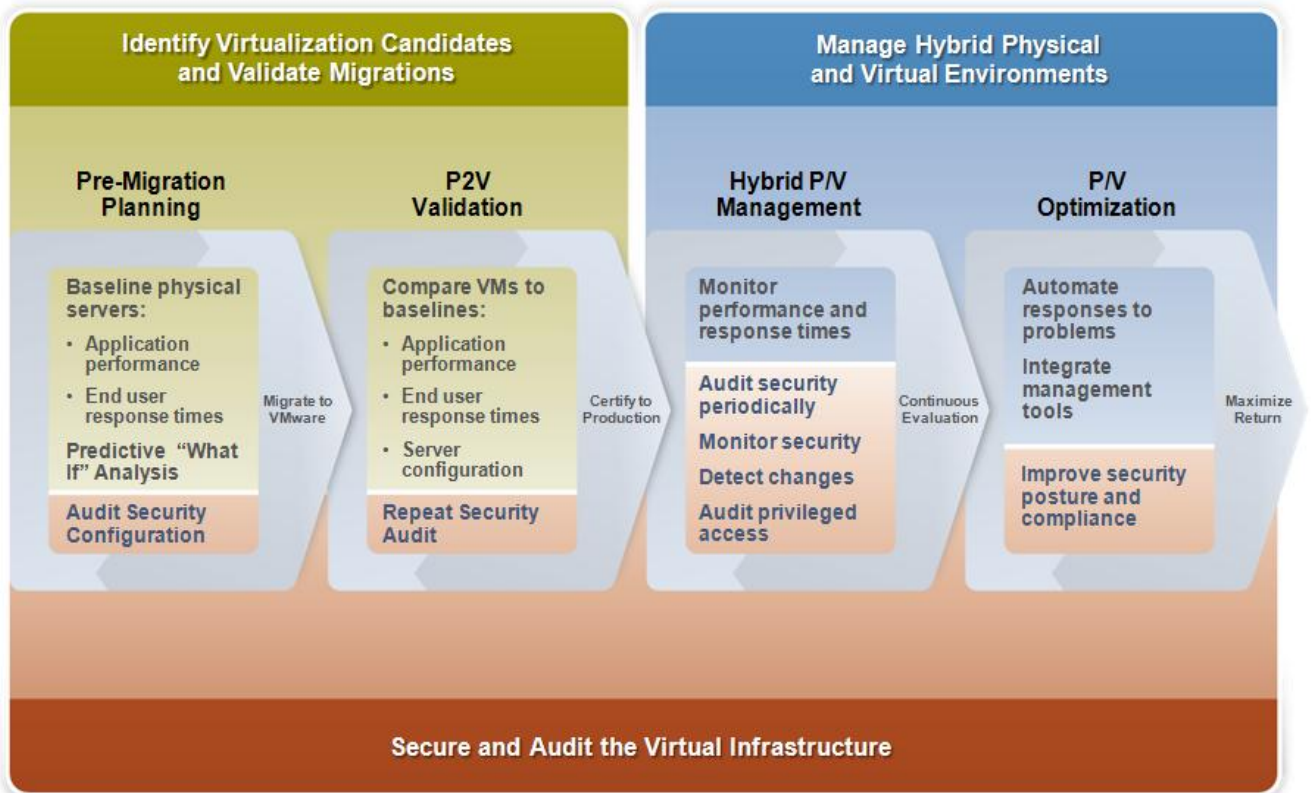 Identify Virtualization Candidates
and Validate Migrations
Manage Hybrid Physical
and Virtual Environments
Pre-Migration
Planning
Baseline physical
servers:
• Application
performance
• End user
response times
Predictive “What
If” Analysis
Audit Security
Configuration
Migrate to
VMware
P2V
Validation
Compare VMs to
baselines:
• Application
performance
• End user
response times
• Server
configuration
Repeat Security
Audit
Certify to
Production
Hybrid P/V
Management
Monitor
performance and
response times
Audit security
periodically
Monitor security
Detect changes
Audit privileged
access
Continuous
Evaluation
P/V
Optimization
Automate
responses to
problems
Integrate
management
tools
Improve security
posture and
compliance
Maximize
Return
Secure and Audit the Virtual Infrastructure